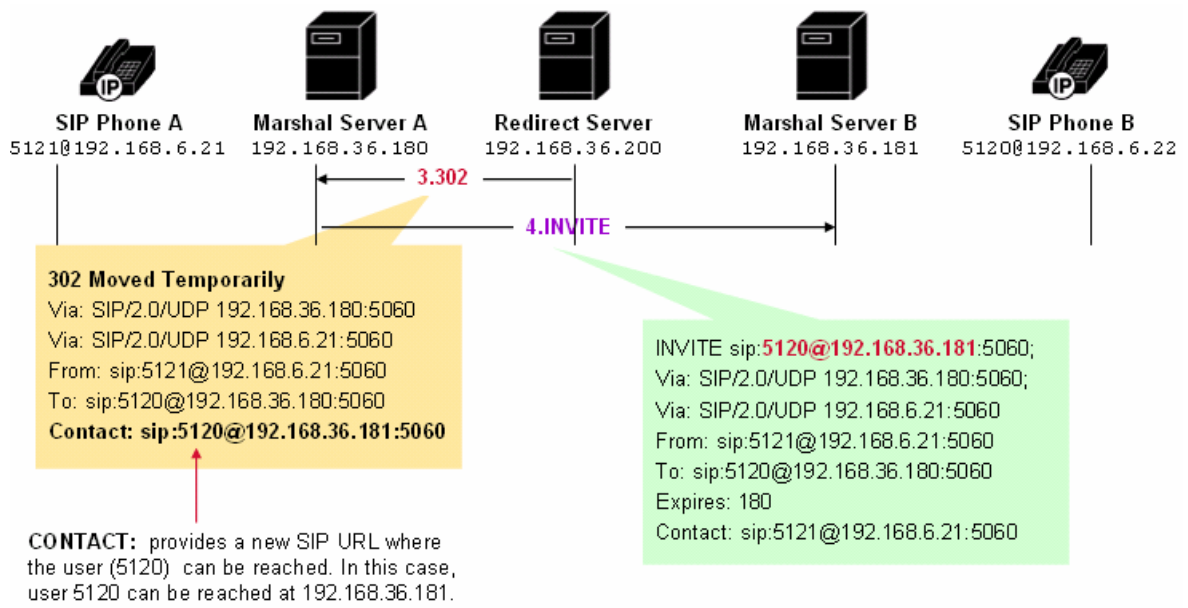 IP
IP
SIP Phone A
Marshal Server A
Redirect Server
Marshal Server B
SIP Phone B
5121@192.168.6.21
192.168.36.180
192.168.36.200
192.168.36.181
5120@192.168.6.22
3.302
4.INVITE
302 Moved Temporarily
Via: SIP/2.0/UDP 192.168.36.180:5060
Via: SIP/2.0/UDP 192.168.6.21:5060
From: sip:5121@192.168.6.21:5060
To: sip:5120@192.168.36.180:5060
Contact: sip:5120@192.168.36.181:5060
INVITE sip:5120@192.168.36.181:5060;
Via: SIP/2.0/UDP 192.168.36.180:5060;
Via: SIP/2.0/UDP 192.168.6.21:5060
From: sip:5121@192.168.6.21:5060
To: sip:5120@192.168.36.180:5060
Expires: 180
Contact: sip:5121@192.168.6.21:5060
CONTACT: provides a new SIP URL where
the user (5120) can be reached. In this case,
user 5120 can be reached at 192.168.36.181.